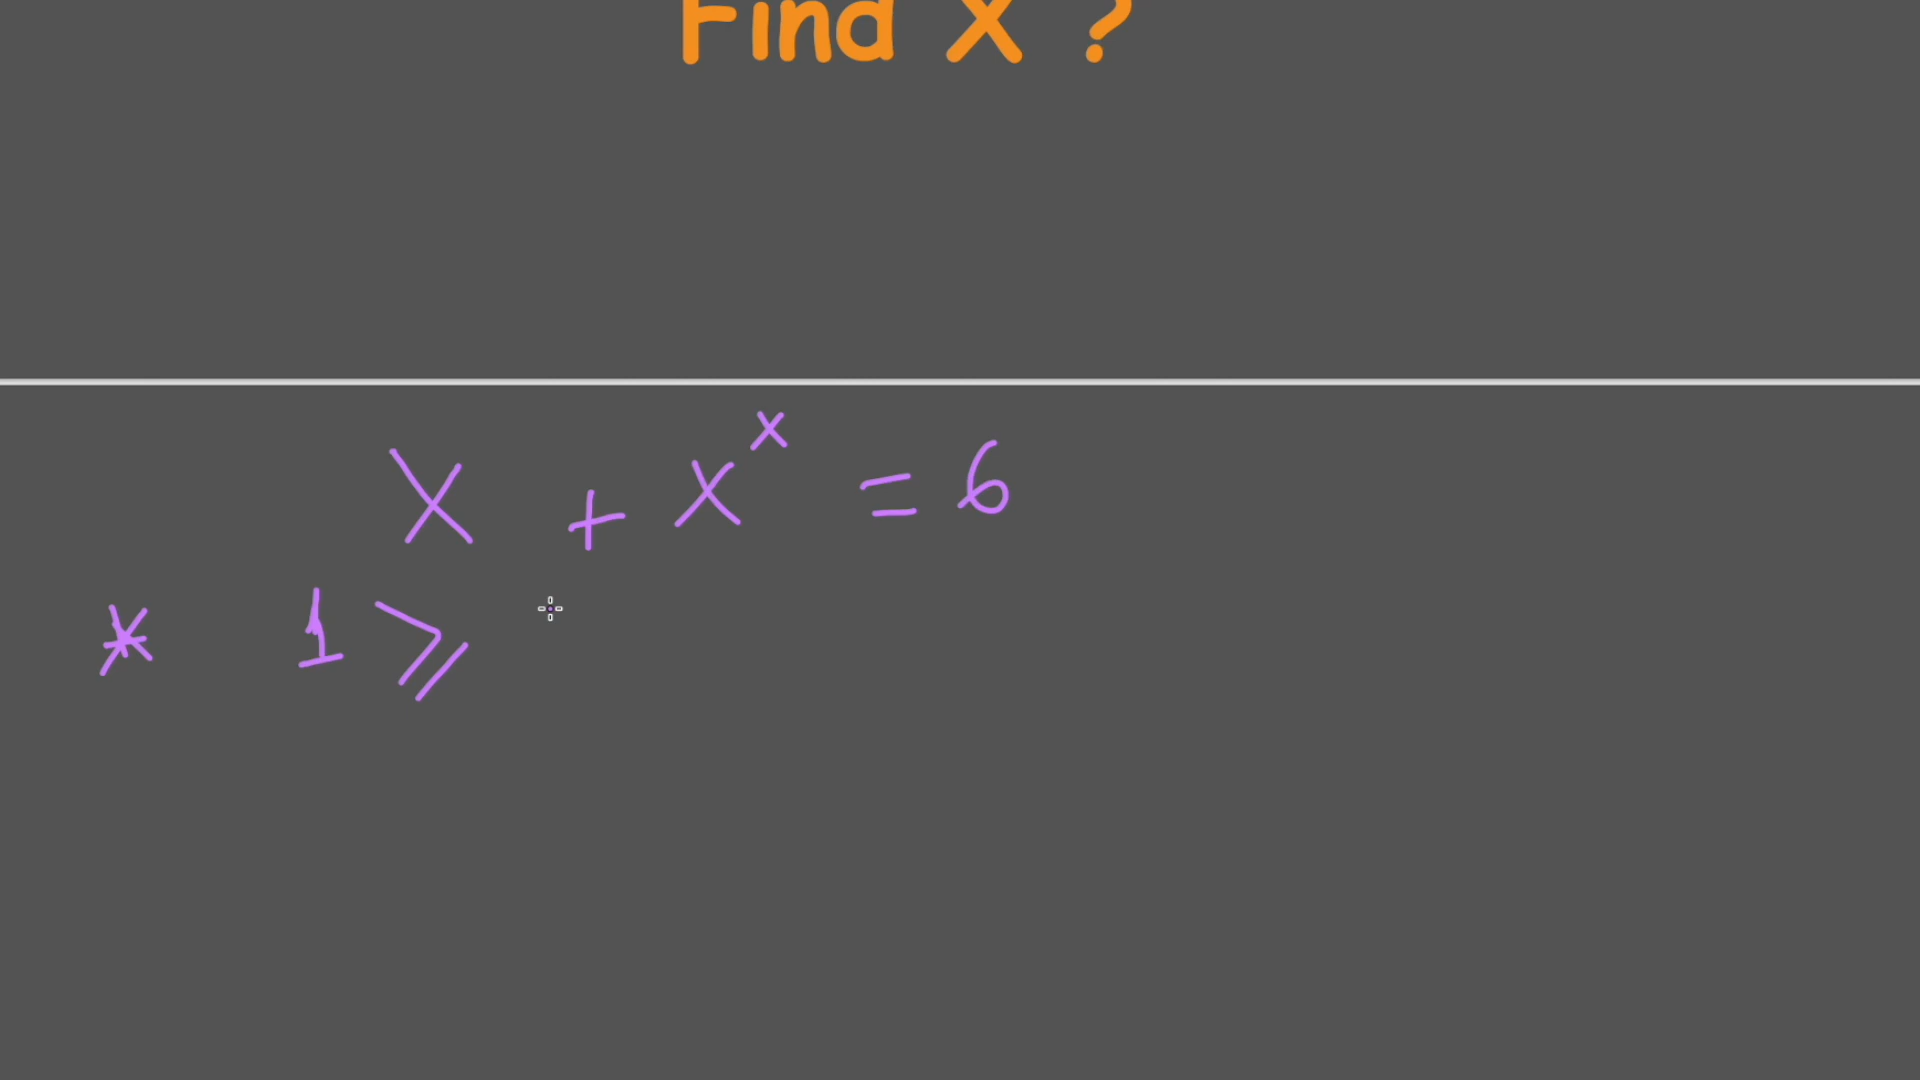 Find X ?
X + x^x = 6
* 1 ⩾